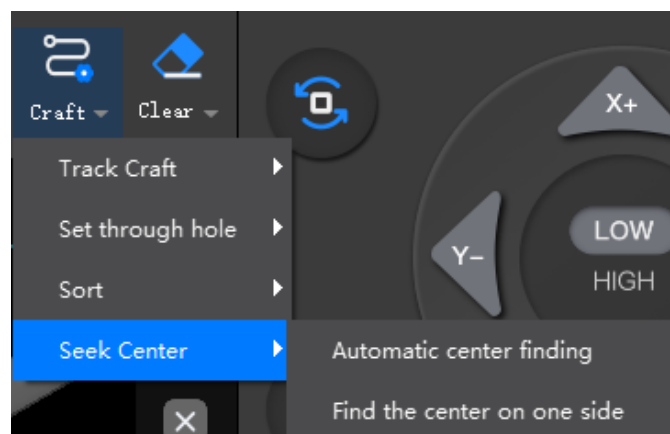 Craft
Clear
X+
Track Craft
Set through hole
LOW
Y-
HIGH
Sort
Seek Center
Automatic center finding
Find the center on one side